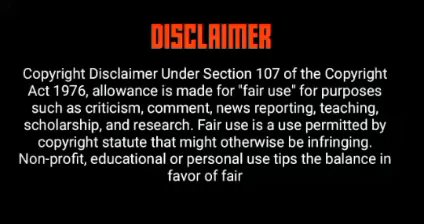 DISCLAIMER
Copyright Disclaimer Under Section 107 of the Copyright
Act 1976, allowance is made for "fair use" for purposes
such as criticism, comment, news reporting, teaching,
scholarship, and research. Fair use is a use permitted by
copyright statute that might otherwise be infringing.
Non-profit, educational or personal use tips the balance in
favor of fair